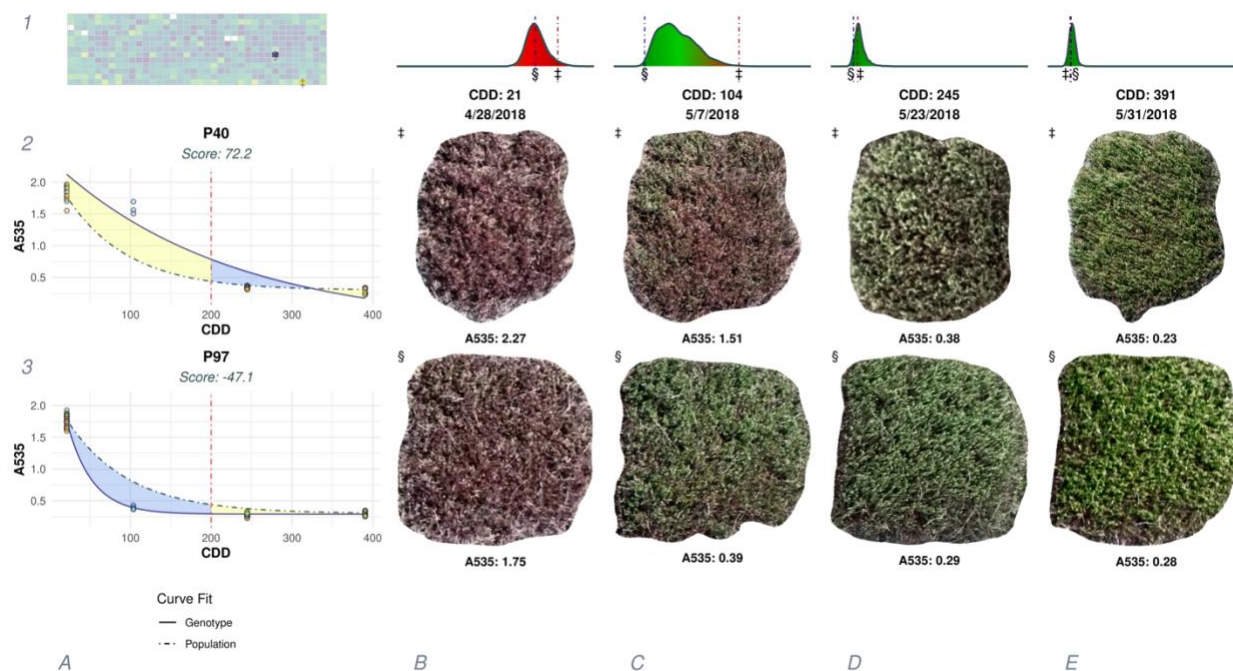 1
§ ‡
§ ‡
§ ‡
‡ §
CDD: 21
4/28/2018
CDD: 104
5/7/2018
CDD: 245
5/23/2018
CDD: 391
5/31/2018
‡
2
P40
Score: 72.2
‡ ‡ ‡ ‡
2.0
1.5
1.0
0.5
A535
100 200 300 400
CDD
A535: 2.27
A535: 1.51
A535: 0.38
A535: 0.23
3
P97
Score: -47.1
§ § § §
2.0
1.5
1.0
0.5
A535
100 200 300 400
CDD
A535: 1.75
A535: 0.39
A535: 0.29
A535: 0.28
Curve Fit
Genotype
Population
A B C D E